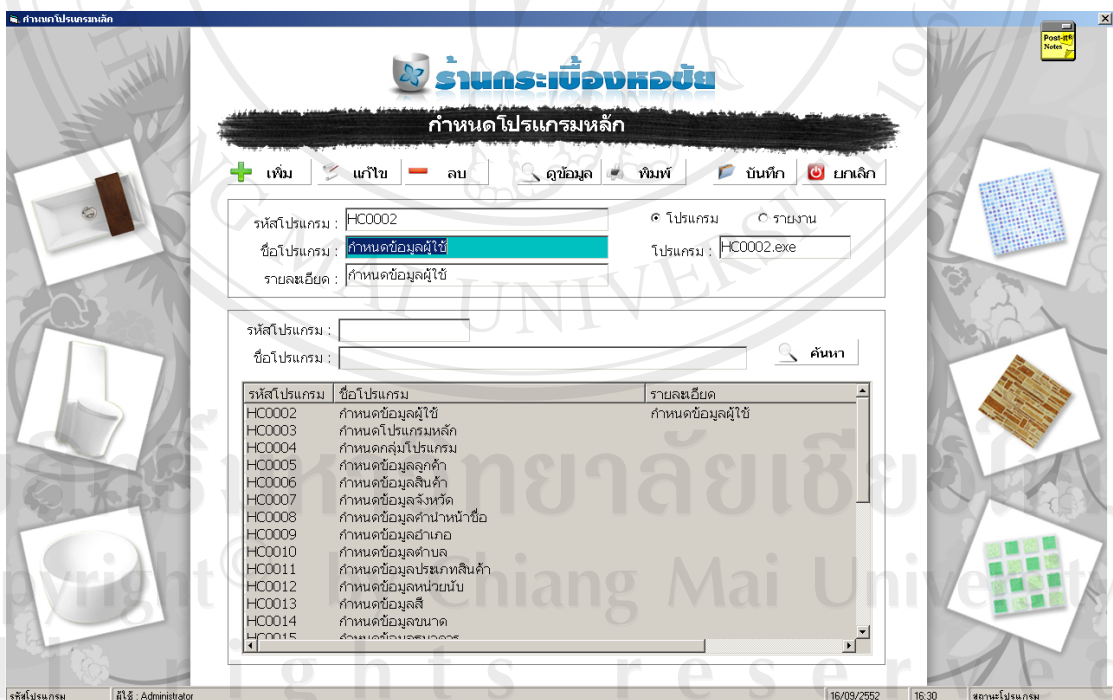 กำหนดโปรแกรมหลัก
Post-it®
Notes
ร้านกระเบื้องหอชัย
กำหนดโปรแกรมหลัก
เพิ่ม แก้ไข ลบ ดูข้อมูล พิมพ์ บันทึก ยกเลิก
รหัสโปรแกรม : HC0002 โปรแกรม รายงาน
ชื่อโปรแกรม : กำหนดข้อมูลผู้ใช้ โปรแกรม : HC0002.exe
รายละเอียด : กำหนดข้อมูลผู้ใช้
รหัสโปรแกรม :
ชื่อโปรแกรม : ค้นหา
รหัสโปรแกรม ชื่อโปรแกรม รายละเอียด
HC0002 กำหนดข้อมูลผู้ใช้ กำหนดข้อมูลผู้ใช้
HC0003 กำหนดโปรแกรมหลัก
HC0004 กำหนดกลุ่มโปรแกรม
HC0005 กำหนดข้อมูลลูกค้า
HC0006 กำหนดข้อมูลสินค้า
HC0007 กำหนดข้อมูลจังหวัด
HC0008 กำหนดข้อมูลคำนำหน้าชื่อ
HC0009 กำหนดข้อมูลอำเภอ
HC0010 กำหนดข้อมูลตำบล
HC0011 กำหนดข้อมูลประเภทสินค้า
HC0012 กำหนดข้อมูลหน่วยนับ
HC0013 กำหนดข้อมูลสี
HC0014 กำหนดข้อมูลขนาด
HC0015 กำหนดข้อมูลธนาคาร
รหัสโปรแกรม ผู้ใช้ : Administrator 16/09/2552 16:30 สถานะโปรแกรม